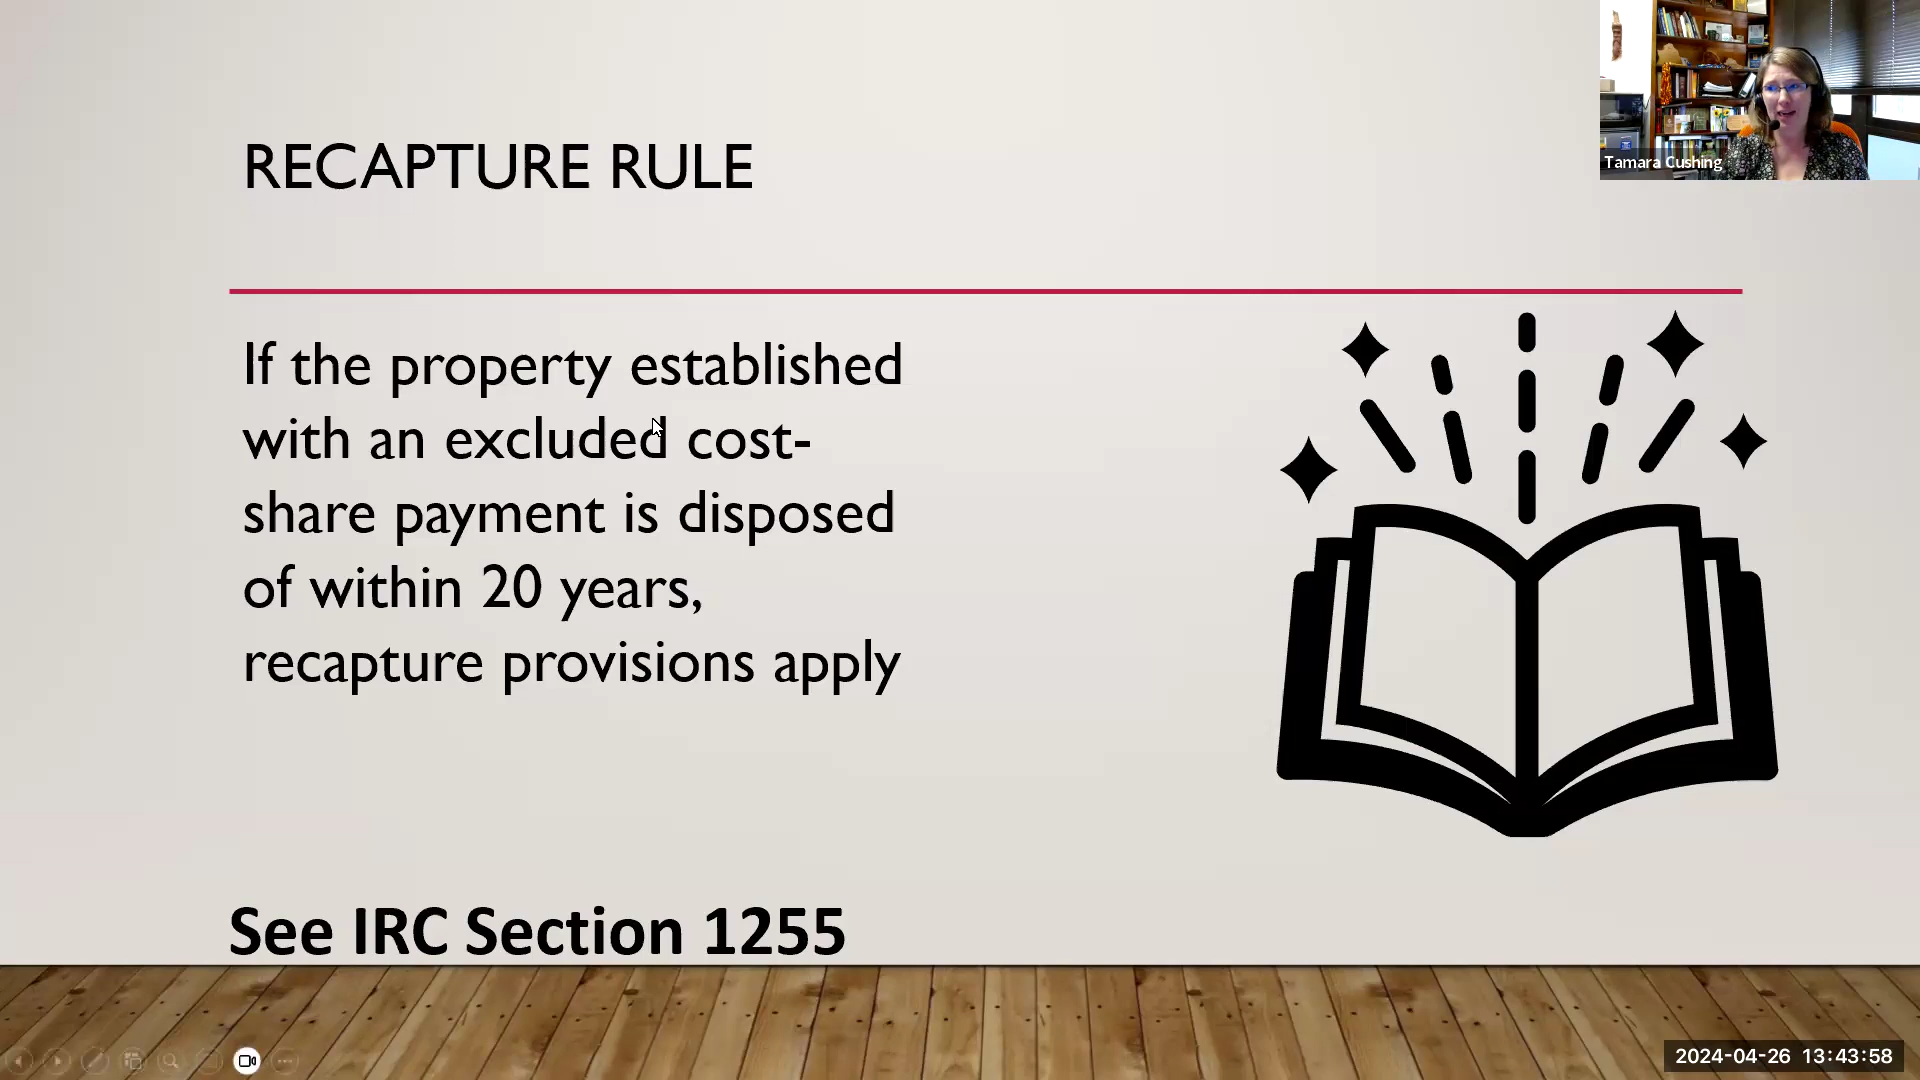 RECAPTURE RULE
Tamara Cushing
If the property established
with an excluded cost-
share payment is disposed
of within 20 years,
recapture provisions apply
See IRC Section 1255
2024-04-26 13:43:58